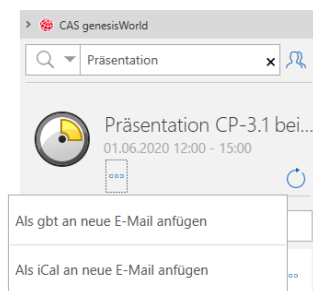 CAS genesisWorld
Präsentation
Präsentation CP-3.1 bei...
01.06.2020 12:00 - 15:00
Als gbt an neue E-Mail anfügen
Als iCal an neue E-Mail anfügen